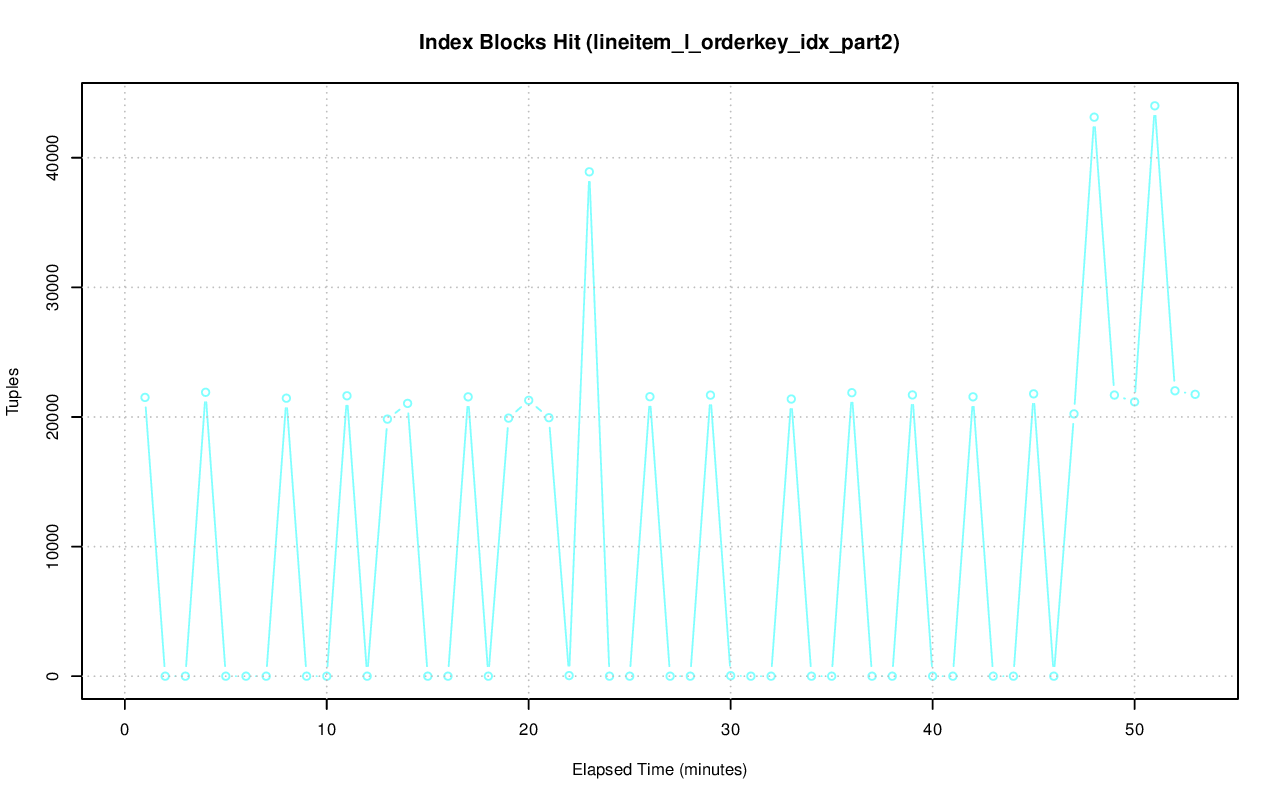 Index Blocks Hit (lineitem_l_orderkey_idx_part2)
Tuples
40000
30000
20000
10000
0
0 10 20 30 40 50
Elapsed Time (minutes)